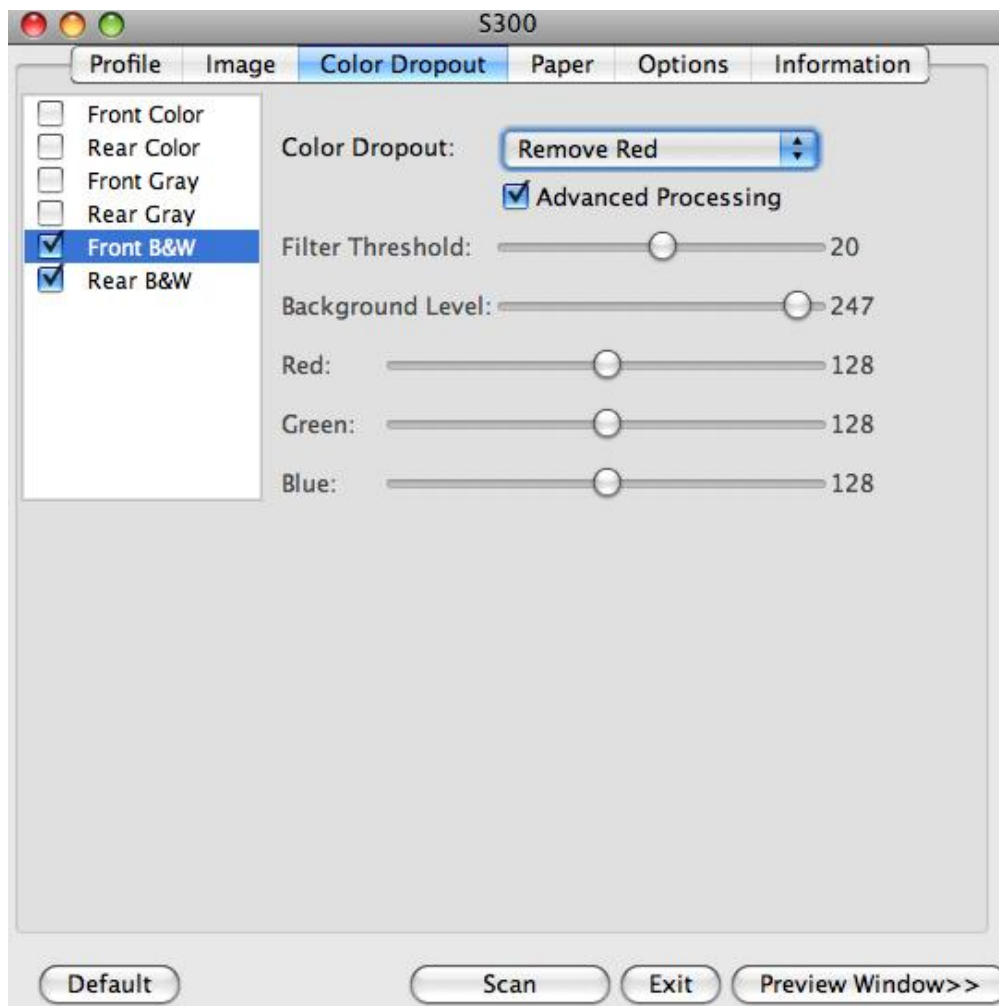 S300
Profile Image Color Dropout Paper Options Information
Front Color
Rear Color
Front Gray
Rear Gray
Front B&W
Rear B&W
Color Dropout: Remove Red
Advanced Processing
Filter Threshold: 20
Background Level: 247
Red: 128
Green: 128
Blue: 128
Default Scan Exit Preview Window>>